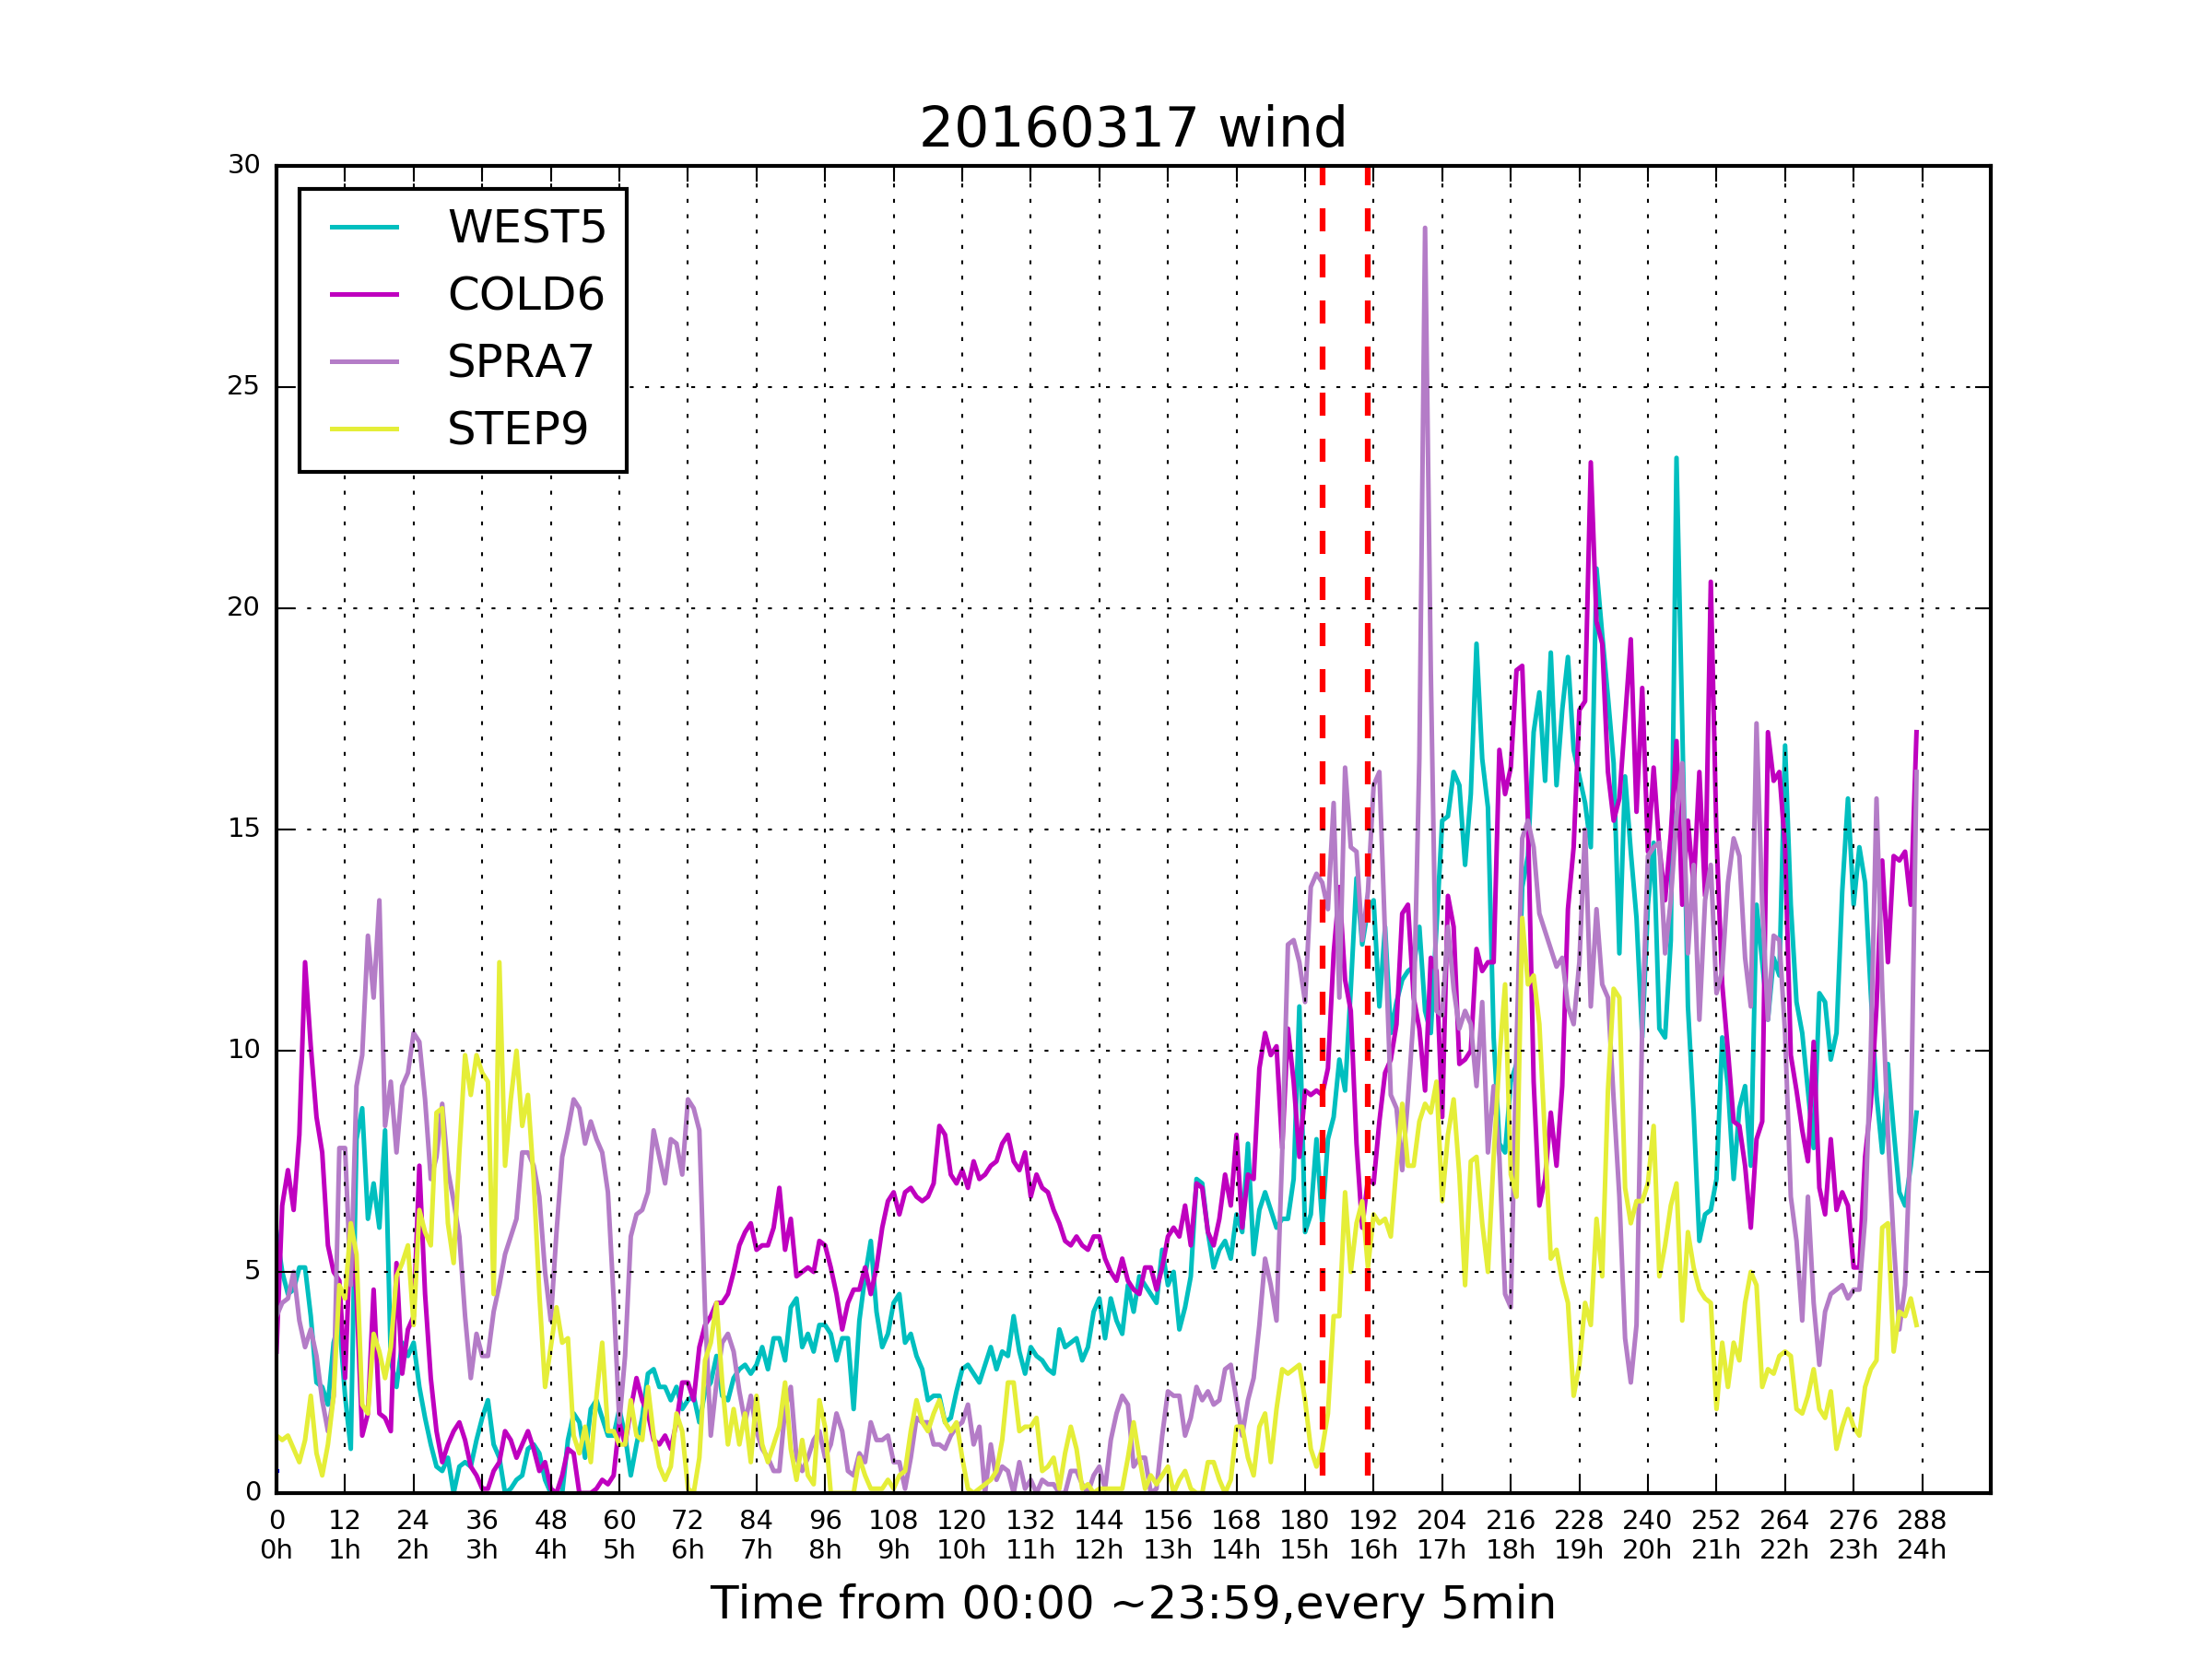 20160317 wind
30
25
20
15
10
5
0
WEST5
COLD6
SPRA7
STEP9
0 12 24 36 48 60 72 84 96 108 120 132 144 156 168 180 192 204 216 228 240 252 264 276 288
0h 1h 2h 3h 4h 5h 6h 7h 8h 9h 10h 11h 12h 13h 14h 15h 16h 17h 18h 19h 20h 21h 22h 23h 24h
Time from 00:00 ~23:59,every 5min